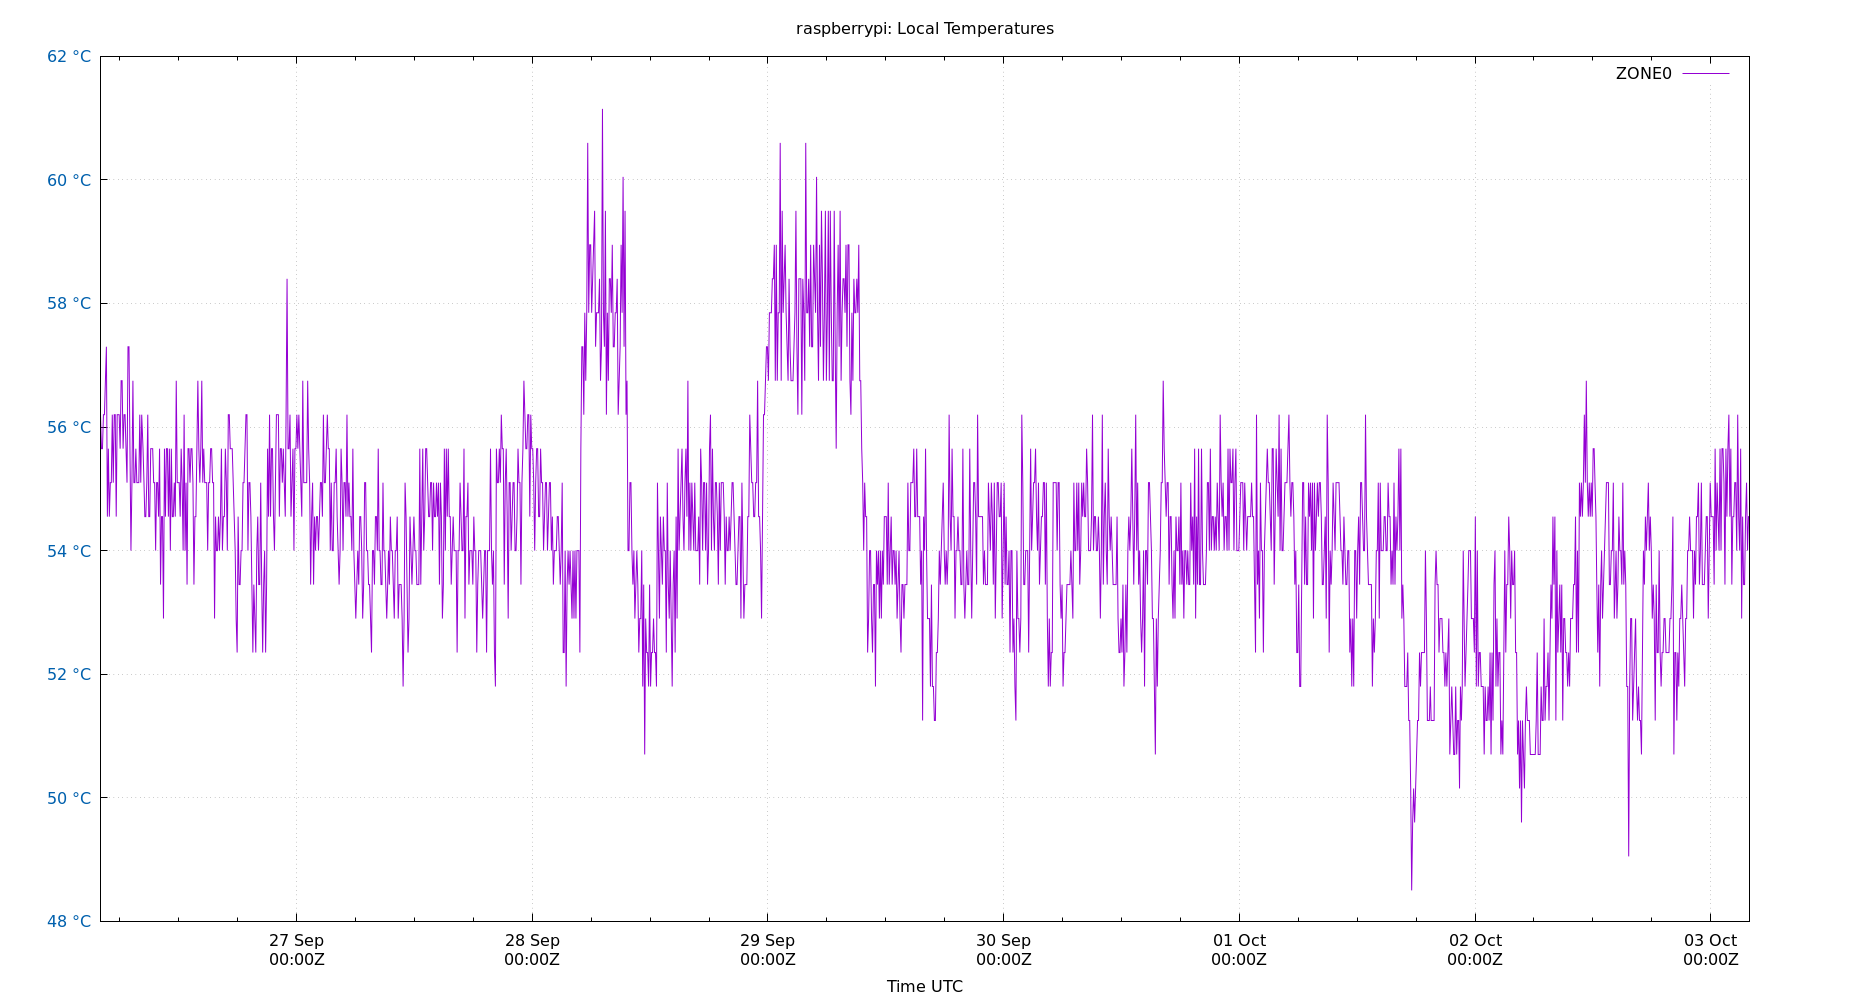 raspberrypi: Local Temperatures
62 °C
ZONE0
60 °C
58 °C
56 °C
54 °C
52 °C
50 °C
48 °C
27 Sep 28 Sep 29 Sep 30 Sep 01 Oct 02 Oct 03 Oct
00:00Z 00:00Z 00:00Z 00:00Z 00:00Z 00:00Z 00:00Z
Time UTC